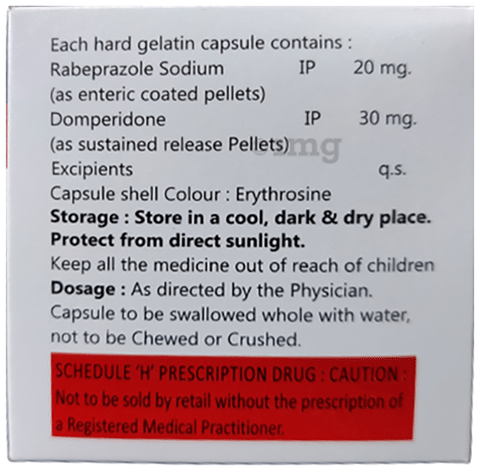 Each hard gelatin capsule contains :
Rabeprazole Sodium IP 20 mg.
(as enteric coated pellets)
Domperidone IP 30 mg.
(as sustained release Pellets)
Excipients q.s.
Capsule shell Colour : Erythrosine
Storage : Store in a cool, dark & dry place.
Protect from direct sunlight.
Keep all the medicine out of reach of children
Dosage : As directed by the Physician.
Capsule to be swallowed whole with water,
not to be Chewed or Crushed.
SCHEDULE 'H' PRESCRIPTION DRUG : CAUTION :
Not to be sold by retail without the prescription of
a Registered Medical Practitioner.